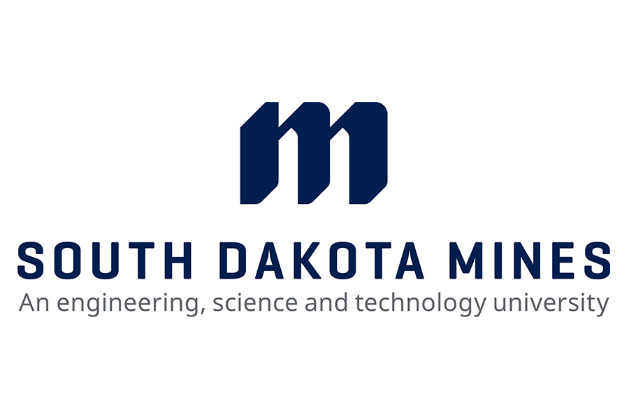 m
SOUTH DAKOTA MINES
An engineering, science and technology university